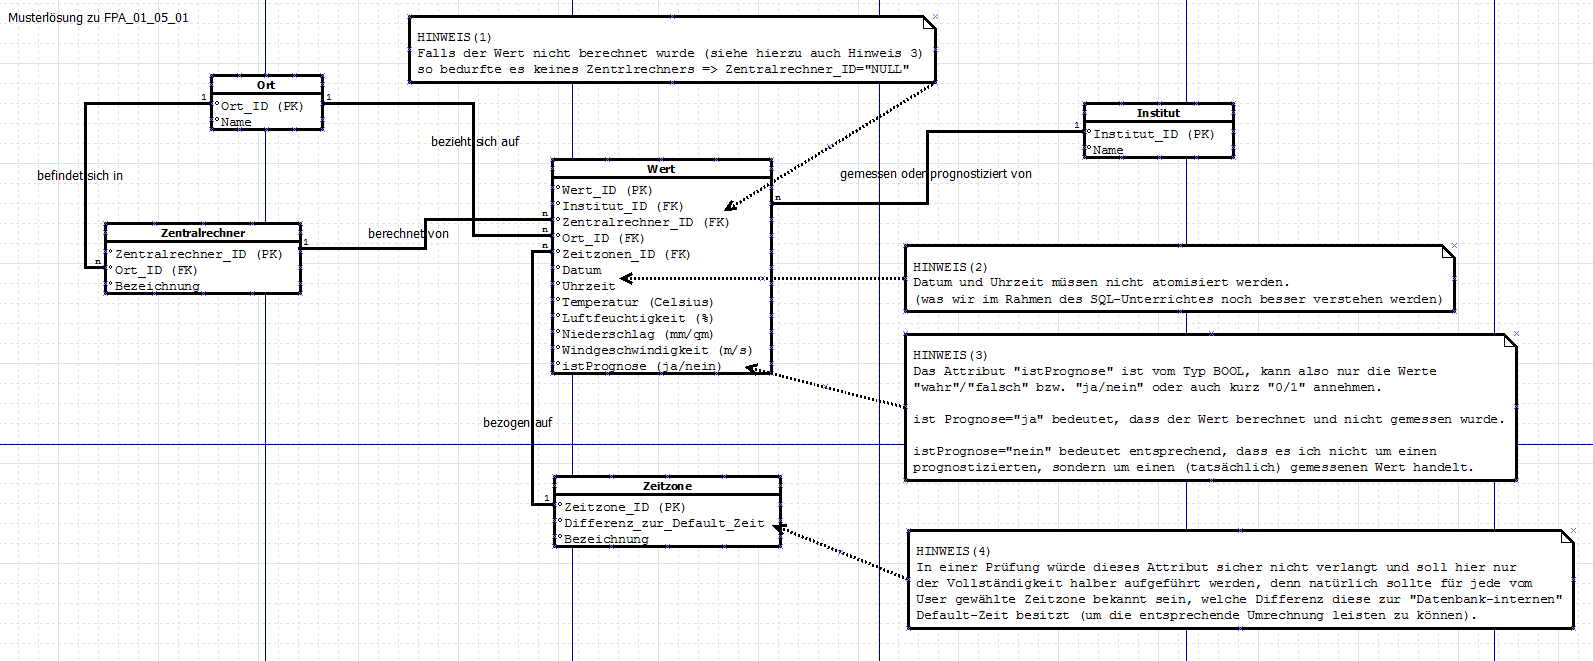 Musterlösung zu FPA_01_05_01
HINWEIS(1)
Falls der Wert nicht berechnet wurde (siehe hierzu auch Hinweis 3)
so bedurfte es keines Zentrlrechners => Zentralrechner_ID="NULL"
Ort
Ort_ID (PK)
Name
1
1
befindet sich in
bezieht sich auf
Institut
Institut_ID (PK)
Name
1
gemessen oder prognostiziert von
n
Zentralrechner
Zentralrechner_ID (PK)
Ort_ID (FK)
Bezeichnung
n
1
berechnet von
Wert
Wert_ID (PK)
Institut_ID (FK)
Zentralrechner_ID (FK)
Ort_ID (FK)
Zeitzonen_ID (FK)
Datum
Uhrzeit
Temperatur (Celsius)
Luftfeuchtigkeit (%)
Niederschlag (mm/qm)
Windgeschwindigkeit (m/s)
istPrognose (ja/nein)
n
n
n
HINWEIS(2)
Datum und Uhrzeit müssen nicht atomisiert werden.
(was wir im Rahmen des SQL-Unterrichtes noch besser verstehen werden)
HINWEIS(3)
Das Attribut "istPrognose" ist vom Typ BOOL, kann also nur die Werte
"wahr"/"falsch" bzw. "ja/nein" oder auch kurz "0/1" annehmen.
ist Prognose="ja" bedeutet, dass der Wert berechnet und nicht gemessen wurde.
istPrognose="nein" bedeutet entsprechend, dass es ich nicht um einen
prognostizierten, sondern um einen (tatsächlich) gemessenen Wert handelt.
bezogen auf
1
Zeitzone
Zeitzone_ID (PK)
Differenz_zur_Default_Zeit
Bezeichnung
HINWEIS(4)
In einer Prüfung würde dieses Attribut sicher nicht verlangt und soll hier nur
der Vollständigkeit halber aufgeführt werden, denn natürlich sollte für jede vom
User gewählte Zeitzone bekannt sein, welche Differenz diese zur "Datenbank-internen"
Default-Zeit besitzt (um die entsprechende Umrechnung leisten zu können).